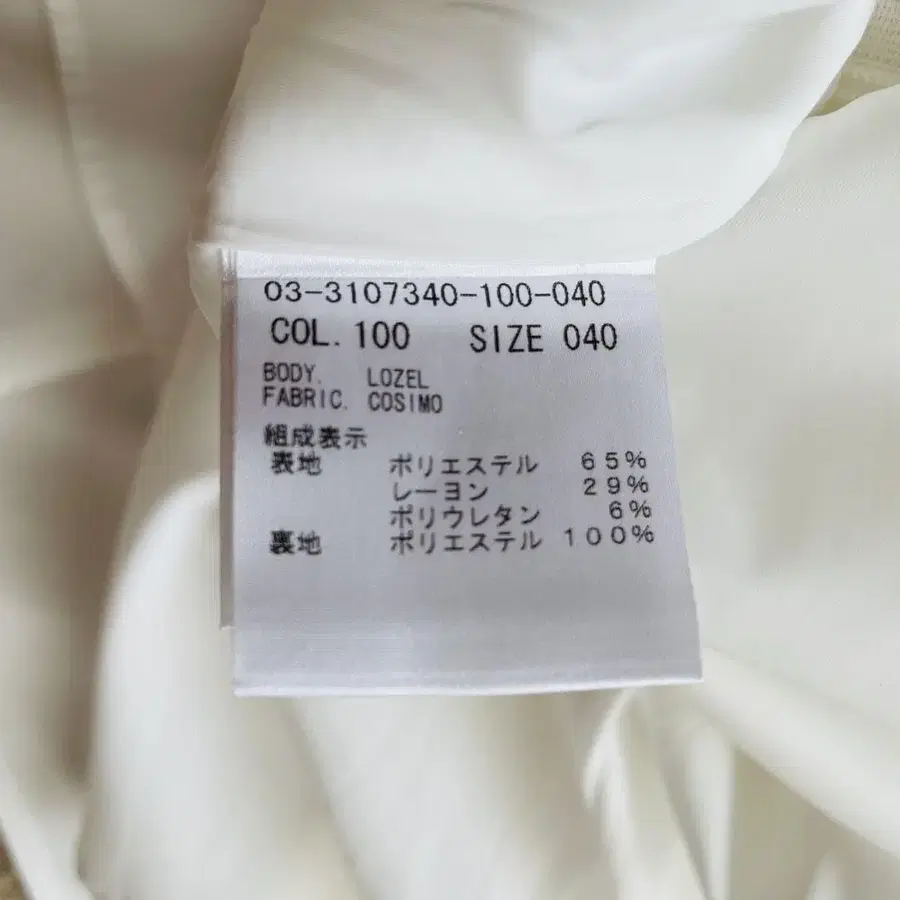 03-3107340-100-040
COL. 100 SIZE 040
BODY. LOZEL
FABRIC. COSIMO
組成表示
表地 ポリエステル 65%
レーヨン 29%
ポリウレタン 6%
裏地 ポリエステル 100%